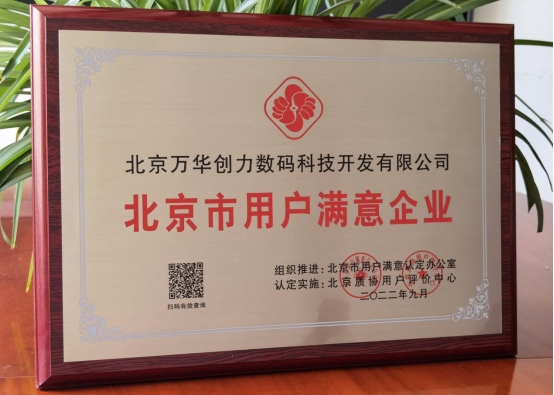 北京万华创力数码科技开发有限公司
北京市用户满意企业
组织推进：北京市用户满意认定办公室
认定实施：北京质协用户评价中心
二〇二二年九月
扫码有效查询